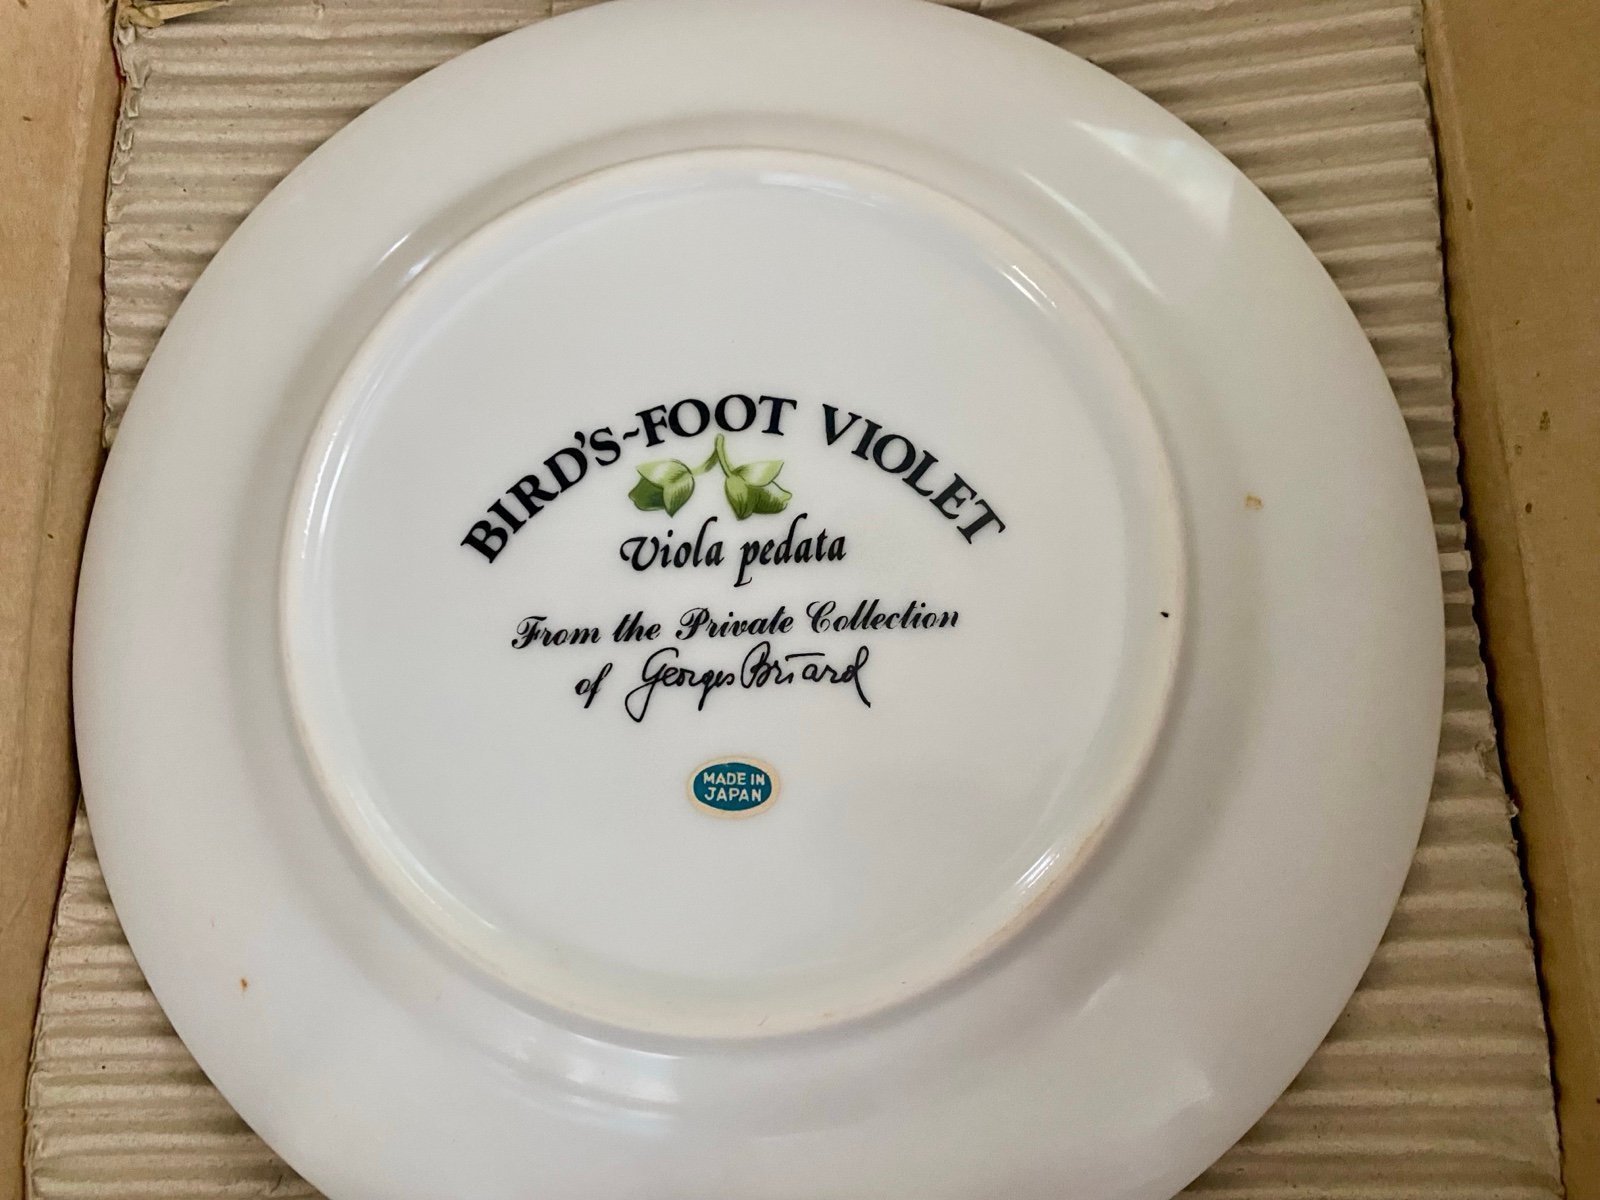 BIRD'S-FOOT VIOLET
Viola pedata
From the Private Collection
of Georges Briard
MADE IN
JAPAN